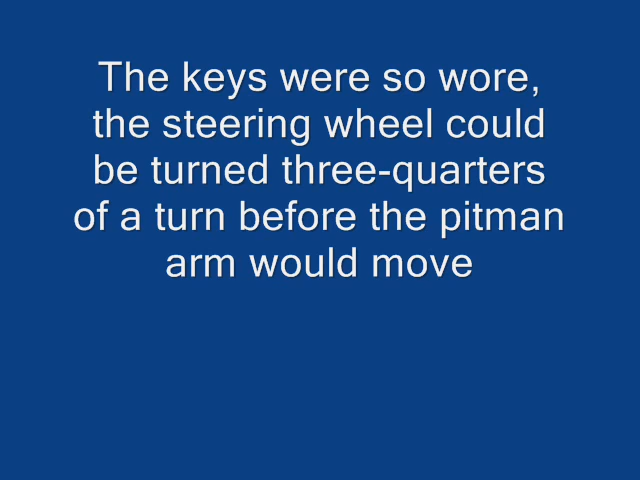 The keys were so wore,
the steering wheel could
be turned three-quarters
of a turn before the pitman
arm would move